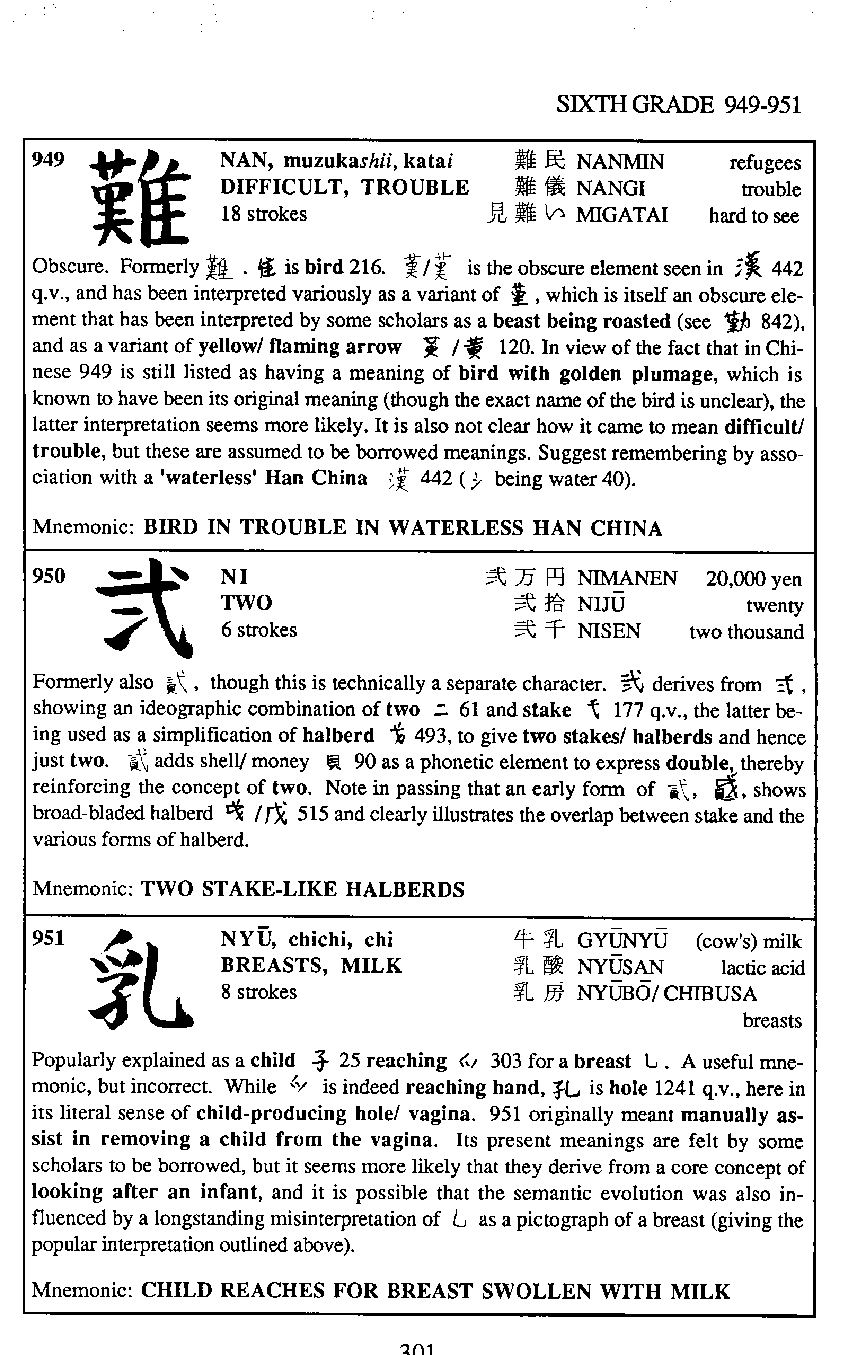 SIXTH GRADE 949-951
949 難 NAN, muzukashii, katai 難民 NANMIN refugees
DIFFICULT, TROUBLE 難儀 NANGI trouble
18 strokes 見難い MIGATAI hard to see
Obscure. Formerly 難 . 隹 is bird 216. 𦰩/ is the obscure element seen in 漢 442
q.v., and has been interpreted variously as a variant of 堇 , which is itself an obscure ele-
ment that has been interpreted by some scholars as a beast being roasted (see 勤 842),
and as a variant of yellow/ flaming arrow 黄 / 黃 120. In view of the fact that in Chi-
nese 949 is still listed as having a meaning of bird with golden plumage, which is
known to have been its original meaning (though the exact name of the bird is unclear), the
latter interpretation seems more likely. It is also not clear how it came to mean difficult/
trouble, but these are assumed to be borrowed meanings. Suggest remembering by asso-
ciation with a 'waterless' Han China 漢 442 ( 氵 being water 40).
Mnemonic: BIRD IN TROUBLE IN WATERLESS HAN CHINA
950 弐 NI 弐万円 NIMANEN 20,000 yen
TWO 弐拾 NIJŪ twenty
6 strokes 弐千 NISEN two thousand
Formerly also 貳 , though this is technically a separate character. 弐 derives from 弍 ,
showing an ideographic combination of two 二 61 and stake 弋 177 q.v., the latter be-
ing used as a simplification of halberd 戈 493, to give two stakes/ halberds and hence
just two. 貳 adds shell/ money 貝 90 as a phonetic element to express double, thereby
reinforcing the concept of two. Note in passing that an early form of 貳, , shows
broad-bladed halberd /戊 515 and clearly illustrates the overlap between stake and the
various forms of halberd.
Mnemonic: TWO STAKE-LIKE HALBERDS
951 乳 NYŪ, chichi, chi 牛乳 GYŪNYŪ (cow's) milk
BREASTS, MILK 乳酸 NYŪSAN lactic acid
8 strokes 乳房 NYŪBŌ/ CHIBUSA
breasts
Popularly explained as a child 子 25 reaching 爫 303 for a breast 乚 . A useful mne-
monic, but incorrect. While 爫 is indeed reaching hand, 孔 is hole 1241 q.v., here in
its literal sense of child-producing hole/ vagina. 951 originally meant manually as-
sist in removing a child from the vagina. Its present meanings are felt by some
scholars to be borrowed, but it seems more likely that they derive from a core concept of
looking after an infant, and it is possible that the semantic evolution was also in-
fluenced by a longstanding misinterpretation of 乚 as a pictograph of a breast (giving the
popular interpretation outlined above).
Mnemonic: CHILD REACHES FOR BREAST SWOLLEN WITH MILK
301